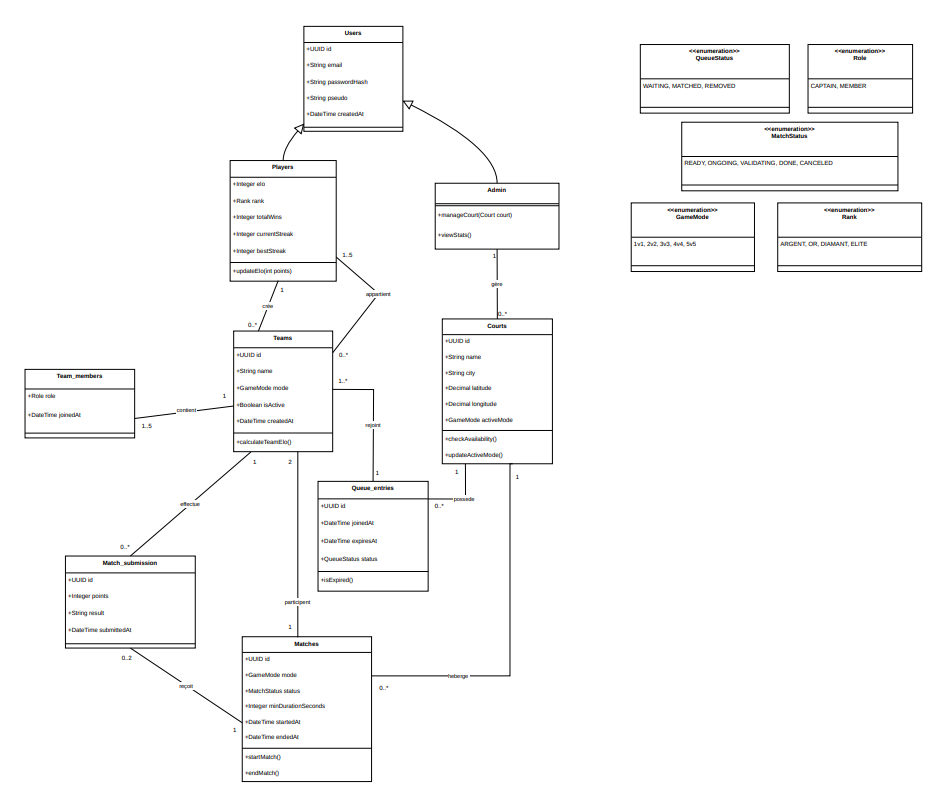 Users
+UUID id
+String email
+String passwordHash
+String pseudo
+DateTime createdAt
<<enumeration>>
QueueStatus
WAITING, MATCHED, REMOVED
<<enumeration>>
Role
CAPTAIN, MEMBER
<<enumeration>>
MatchStatus
READY, ONGOING, VALIDATING, DONE, CANCELED
<<enumeration>>
GameMode
1v1, 2v2, 3v3, 4v4, 5v5
<<enumeration>>
Rank
ARGENT, OR, DIAMANT, ELITE
Players
+Integer elo
+Rank rank
+Integer totalWins
+Integer currentStreak
+Integer bestStreak
+updateElo(int points)
Admin
+manageCourt(Court court)
+viewStats()
1..5
appartient
0..*
1
crée
0..*
1
gère
0..*
Teams
+UUID id
+String name
+GameMode mode
+Boolean isActive
+DateTime createdAt
+calculateTeamElo()
Courts
+UUID id
+String name
+String city
+Decimal latitude
+Decimal longitude
+GameMode activeMode
+checkAvailability()
+updateActiveMode()
Team_members
+Role role
+DateTime joinedAt
1
contient
1..5
1..*
rejoint
1
Queue_entries
+UUID id
+DateTime joinedAt
+DateTime expiresAt
+QueueStatus status
+isExpired()
1
possede
0..*
1
effectue
0..*
2
participent
1
Match_submission
+UUID id
+Integer points
+String result
+DateTime submittedAt
0..2
reçoit
1
Matches
+UUID id
+GameMode mode
+MatchStatus status
+Integer minDurationSeconds
+DateTime startedAt
+DateTime endedAt
+startMatch()
+endMatch()
1
heberge
0..*